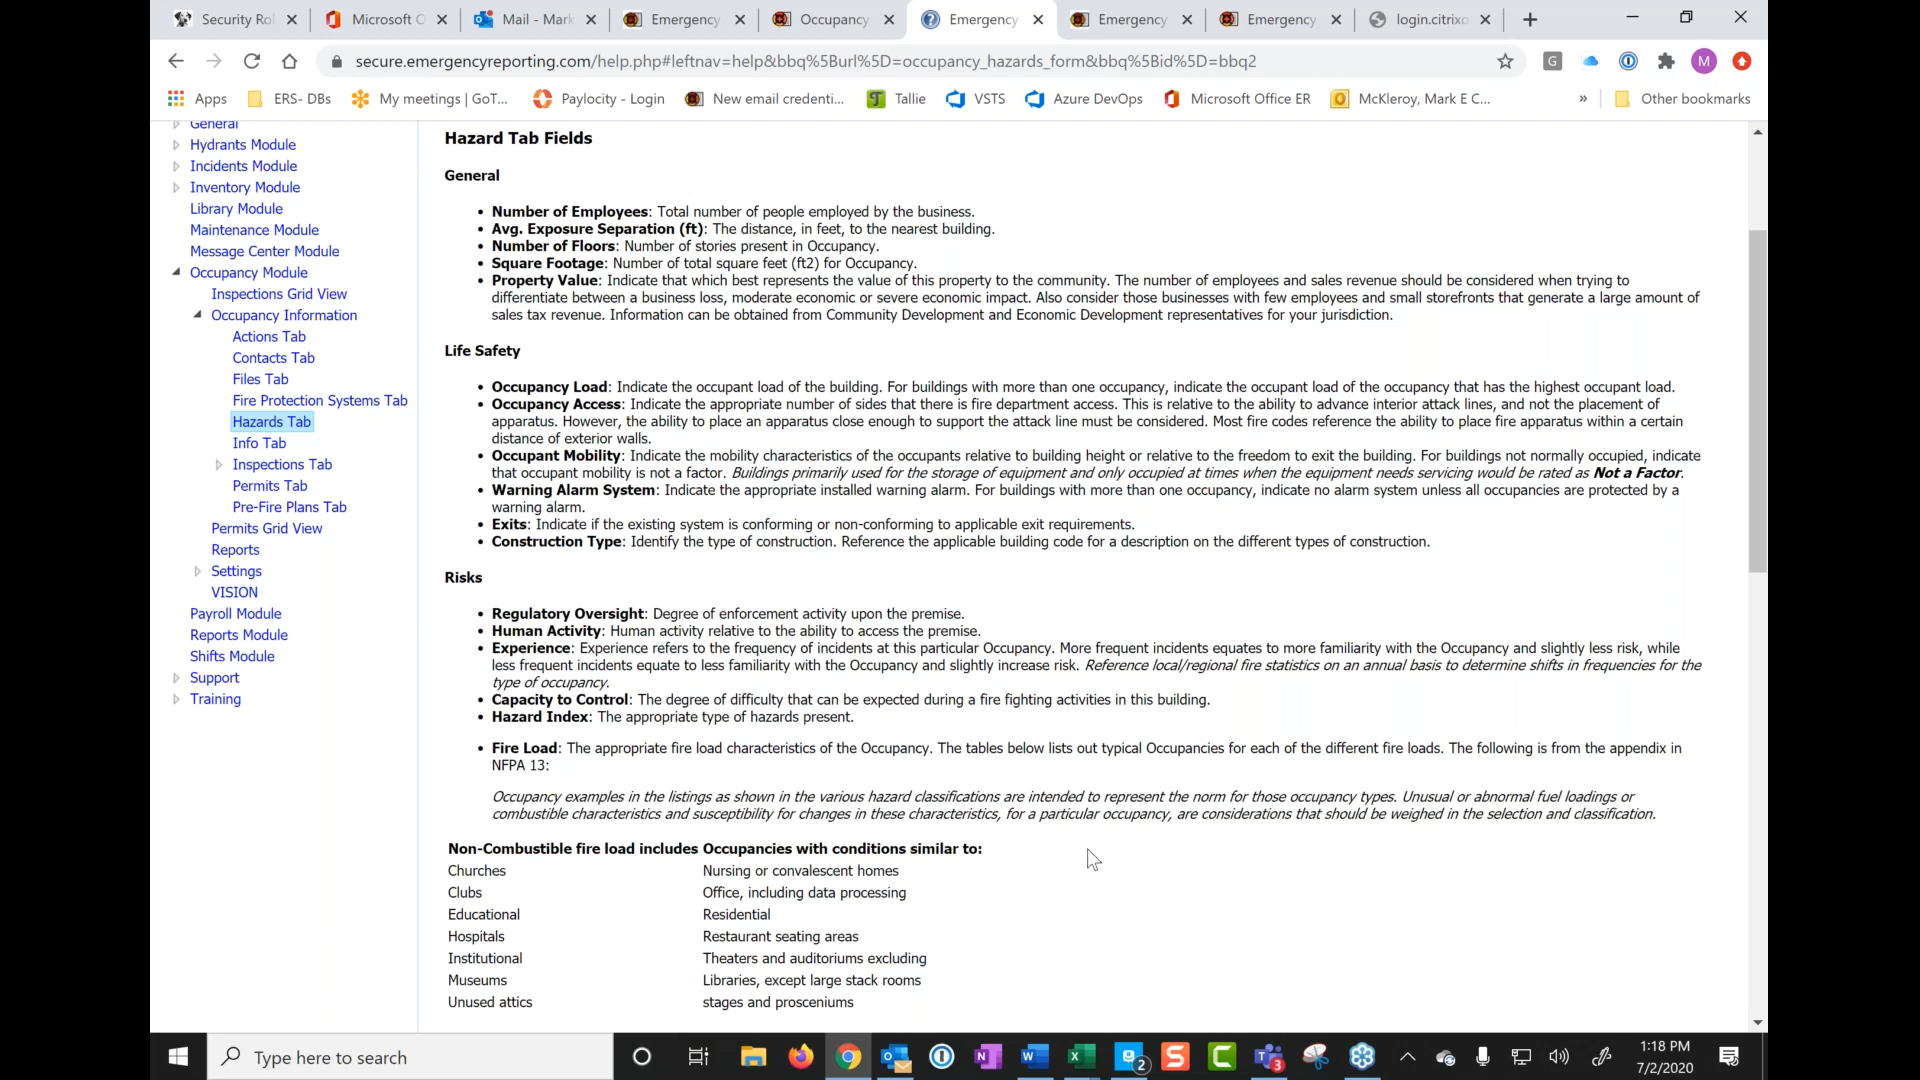 Security Rol
Microsoft O
Mail - Mark
Emergency
Occupancy
Emergency
Emergency
Emergency
login.citrixo
secure.emergencyreporting.com/help.php#leftnav=help&bbq%5Burl%5D=occupancy_hazards_form&bbq%5Bid%5D=bbq2
G
M
Apps
ERS- DBs
My meetings | GoT...
Paylocity - Login
New email credenti...
Tallie
VSTS
Azure DevOps
Microsoft Office ER
McKleroy, Mark E C...
»
Other bookmarks
General
Hydrants Module
Incidents Module
Inventory Module
Library Module
Maintenance Module
Message Center Module
Occupancy Module
Inspections Grid View
Occupancy Information
Actions Tab
Contacts Tab
Files Tab
Fire Protection Systems Tab
Hazards Tab
Info Tab
Inspections Tab
Permits Tab
Pre-Fire Plans Tab
Permits Grid View
Reports
Settings
VISION
Payroll Module
Reports Module
Shifts Module
Support
Training
Hazard Tab Fields
General
• Number of Employees: Total number of people employed by the business.
• Avg. Exposure Separation (ft): The distance, in feet, to the nearest building.
• Number of Floors: Number of stories present in Occupancy.
• Square Footage: Number of total square feet (ft2) for Occupancy.
• Property Value: Indicate that which best represents the value of this property to the community. The number of employees and sales revenue should be considered when trying to
differentiate between a business loss, moderate economic or severe economic impact. Also consider those businesses with few employees and small storefronts that generate a large amount of
sales tax revenue. Information can be obtained from Community Development and Economic Development representatives for your jurisdiction.
Life Safety
• Occupancy Load: Indicate the occupant load of the building. For buildings with more than one occupancy, indicate the occupant load of the occupancy that has the highest occupant load.
• Occupancy Access: Indicate the appropriate number of sides that there is fire department access. This is relative to the ability to advance interior attack lines, and not the placement of
apparatus. However, the ability to place an apparatus close enough to support the attack line must be considered. Most fire codes reference the ability to place fire apparatus within a certain
distance of exterior walls.
• Occupant Mobility: Indicate the mobility characteristics of the occupants relative to building height or relative to the freedom to exit the building. For buildings not normally occupied, indicate
that occupant mobility is not a factor. Buildings primarily used for the storage of equipment and only occupied at times when the equipment needs servicing would be rated as Not a Factor.
• Warning Alarm System: Indicate the appropriate installed warning alarm. For buildings with more than one occupancy, indicate no alarm system unless all occupancies are protected by a
warning alarm.
• Exits: Indicate if the existing system is conforming or non-conforming to applicable exit requirements.
• Construction Type: Identify the type of construction. Reference the applicable building code for a description on the different types of construction.
Risks
• Regulatory Oversight: Degree of enforcement activity upon the premise.
• Human Activity: Human activity relative to the ability to access the premise.
• Experience: Experience refers to the frequency of incidents at this particular Occupancy. More frequent incidents equates to more familiarity with the Occupancy and slightly less risk, while
less frequent incidents equate to less familiarity with the Occupancy and slightly increase risk. Reference local/regional fire statistics on an annual basis to determine shifts in frequencies for the
type of occupancy.
• Capacity to Control: The degree of difficulty that can be expected during a fire fighting activities in this building.
• Hazard Index: The appropriate type of hazards present.
• Fire Load: The appropriate fire load characteristics of the Occupancy. The tables below lists out typical Occupancies for each of the different fire loads. The following is from the appendix in
NFPA 13:
Occupancy examples in the listings as shown in the various hazard classifications are intended to represent the norm for those occupancy types. Unusual or abnormal fuel loadings or
combustible characteristics and susceptibility for changes in these characteristics, for a particular occupancy, are considerations that should be weighed in the selection and classification.
Non-Combustible fire load includes Occupancies with conditions similar to:
Churches Nursing or convalescent homes
Clubs Office, including data processing
Educational Residential
Hospitals Restaurant seating areas
Institutional Theaters and auditoriums excluding
Museums Libraries, except large stack rooms
Unused attics stages and prosceniums
Type here to search
2
3
1:18 PM
7/2/2020